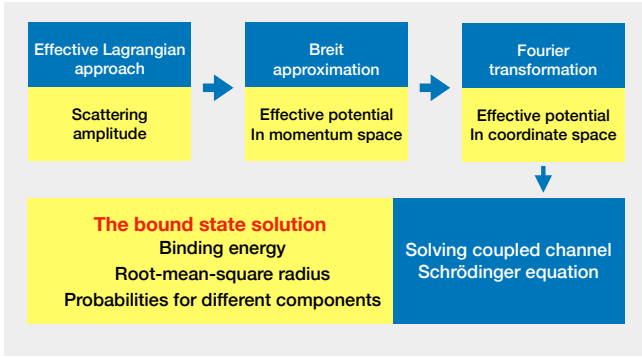 Effective Lagrangian
approach
Scattering
amplitude
Breit
approximation
Effective potential
In momentum space
Fourier
transformation
Effective potential
In coordinate space
The bound state solution
Binding energy
Root-mean-square radius
Probabilities for different components
Solving coupled channel
Schrödinger equation